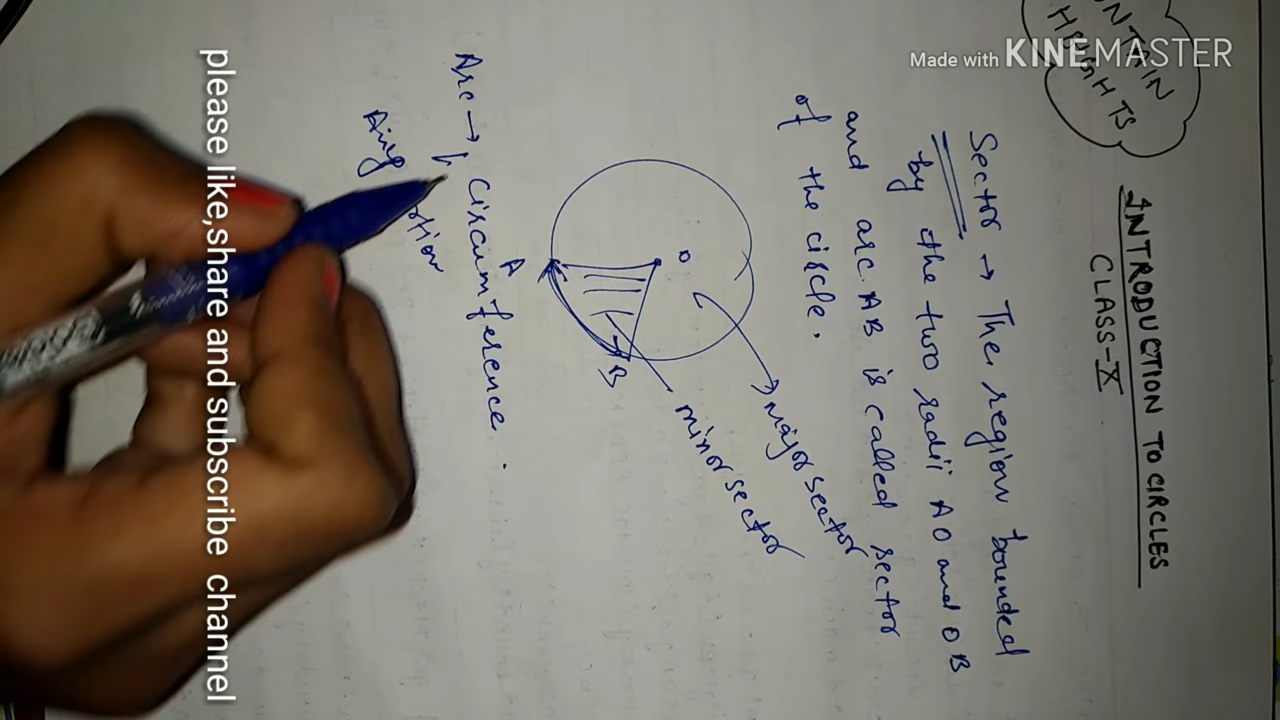 Made with KINEMASTER
NTAIN
HEIGHTS
INTRODUCTION TO CIRCLES
CLASS-X
Sector → The region bounded
by the two radii AO and OB
and arc AB is called sector
of the circle.
O
A
B
major sector
minor sector
Arc → Circumference.
please like,share and subscribe channel